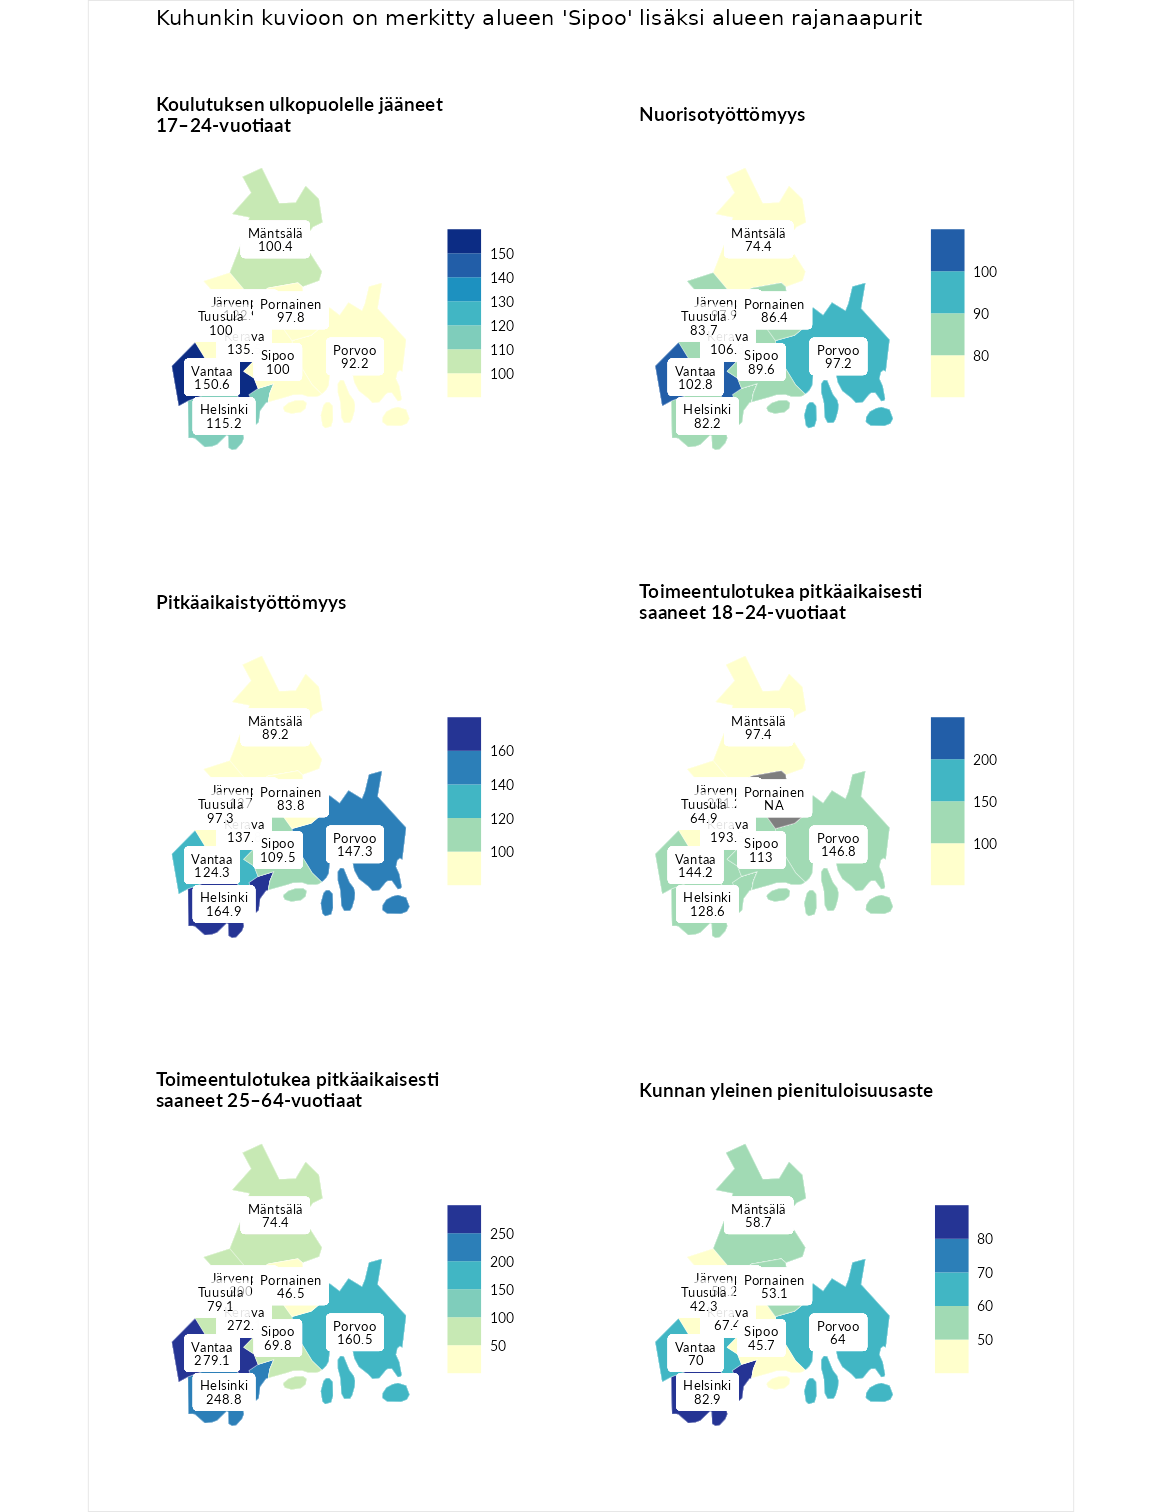 Kuhunkin kuvioon on merkitty alueen 'Sipoo' lisäksi alueen rajanaapurit
Koulutuksen ulkopuolelle jääneet
17–24-vuotiaat
Mäntsälä
100.4
Pornainen
97.8
Tuusula
100
135.
Sipoo
100
Porvoo
92.2
Vantaa
150.6
Helsinki
115.2
150
140
130
120
110
100
Nuorisotyöttömyys
Mäntsälä
74.4
Pornainen
86.4
Tuusula
83.7
106.
Sipoo
89.6
Porvoo
97.2
Vantaa
102.8
Helsinki
82.2
100
90
80
Pitkäaikaistyöttömyys
Mäntsälä
89.2
Pornainen
83.8
Tuusula
97.3
137.
Sipoo
109.5
Porvoo
147.3
Vantaa
124.3
Helsinki
164.9
160
140
120
100
Toimeentulotukea pitkäaikaisesti
saaneet 18–24-vuotiaat
Mäntsälä
97.4
Pornainen
NA
Tuusula
64.9
193.
Sipoo
113
Porvoo
146.8
Vantaa
144.2
Helsinki
128.6
200
150
100
Toimeentulotukea pitkäaikaisesti
saaneet 25–64-vuotiaat
Mäntsälä
74.4
Pornainen
46.5
Tuusula
79.1
272.
Sipoo
69.8
Porvoo
160.5
Vantaa
279.1
Helsinki
248.8
250
200
150
100
50
Kunnan yleinen pienituloisuusaste
Mäntsälä
58.7
Pornainen
53.1
Tuusula
42.3
67.4
Sipoo
45.7
Porvoo
64
Vantaa
70
Helsinki
82.9
80
70
60
50